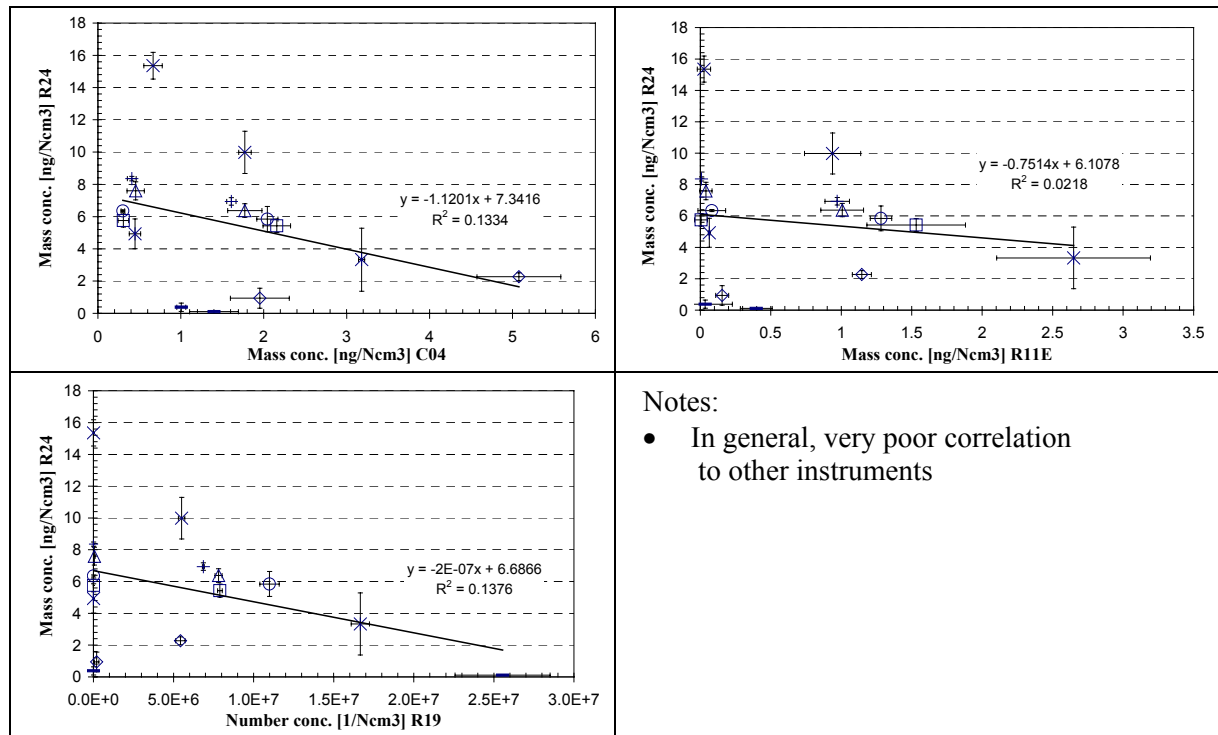 18
16
14
12
10
8
6
4
2
0
Mass conc. [ng/Ncm3] R24
y = -1.1201x + 7.3416
R² = 0.1334
0 1 2 3 4 5 6
Mass conc. [ng/Ncm3] C04
18
16
14
12
10
8
6
4
2
0
Mass conc. [ng/Ncm3] R24
y = -0.7514x + 6.1078
R² = 0.0218
0 0.5 1 1.5 2 2.5 3 3.5
Mass conc. [ng/Ncm3] R11E
18
16
14
12
10
8
6
4
2
0
Mass conc. [ng/Ncm3] R24
y = -2E-07x + 6.6866
R² = 0.1376
0.0E+0 5.0E+6 1.0E+7 1.5E+7 2.0E+7 2.5E+7 3.0E+7
Number conc. [1/Ncm3] R19
Notes:
• In general, very poor correlation
to other instruments